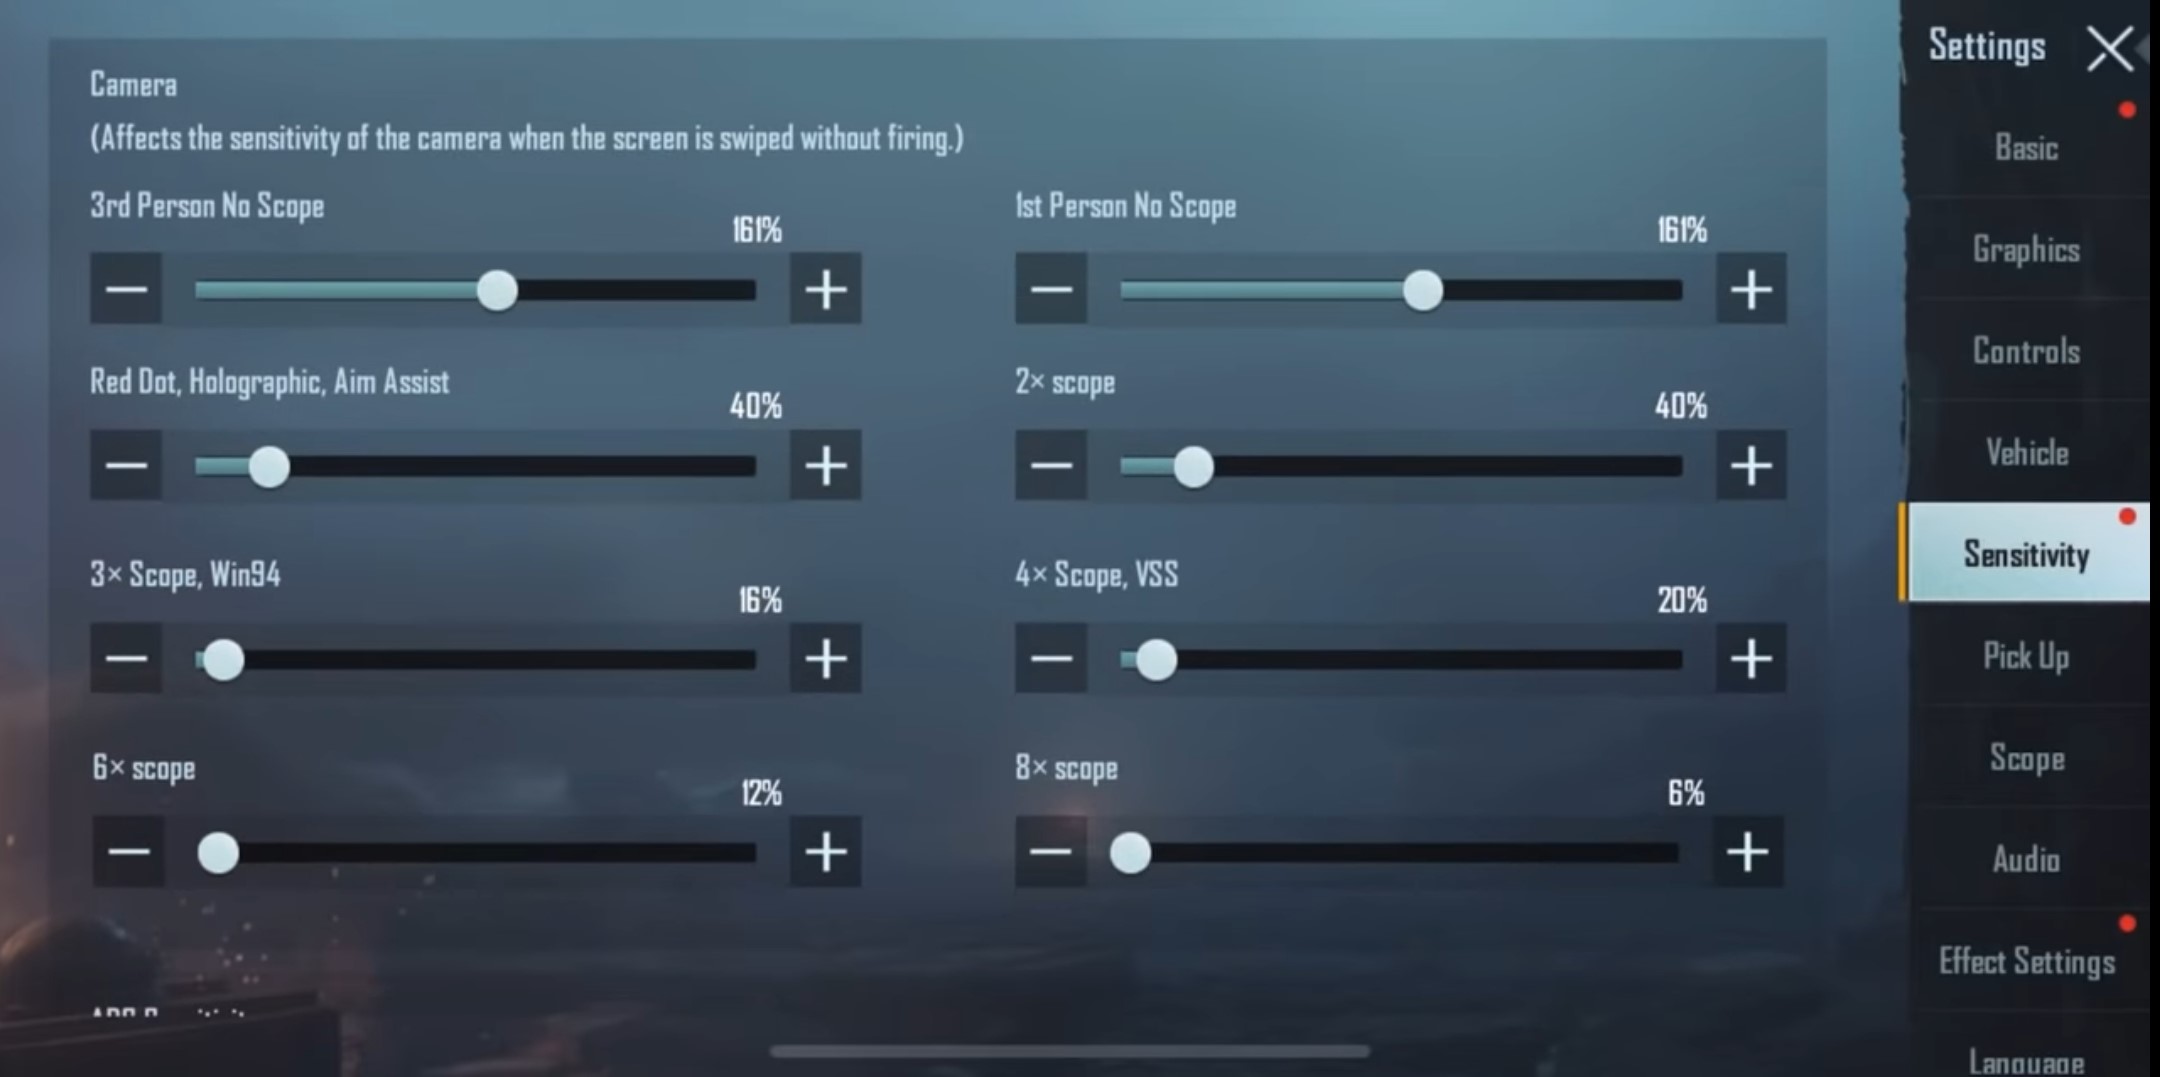 Camera
(Affects the sensitivity of the camera when the screen is swiped without firing.)
3rd Person No Scope
161%
1st Person No Scope
161%
Red Dot, Holographic, Aim Assist
40%
2× scope
40%
3× Scope, Win94
16%
4× Scope, VSS
20%
6× scope
12%
8× scope
6%
Settings
Basic
Graphics
Controls
Vehicle
Sensitivity
Pick Up
Scope
Audio
Effect Settings
Language